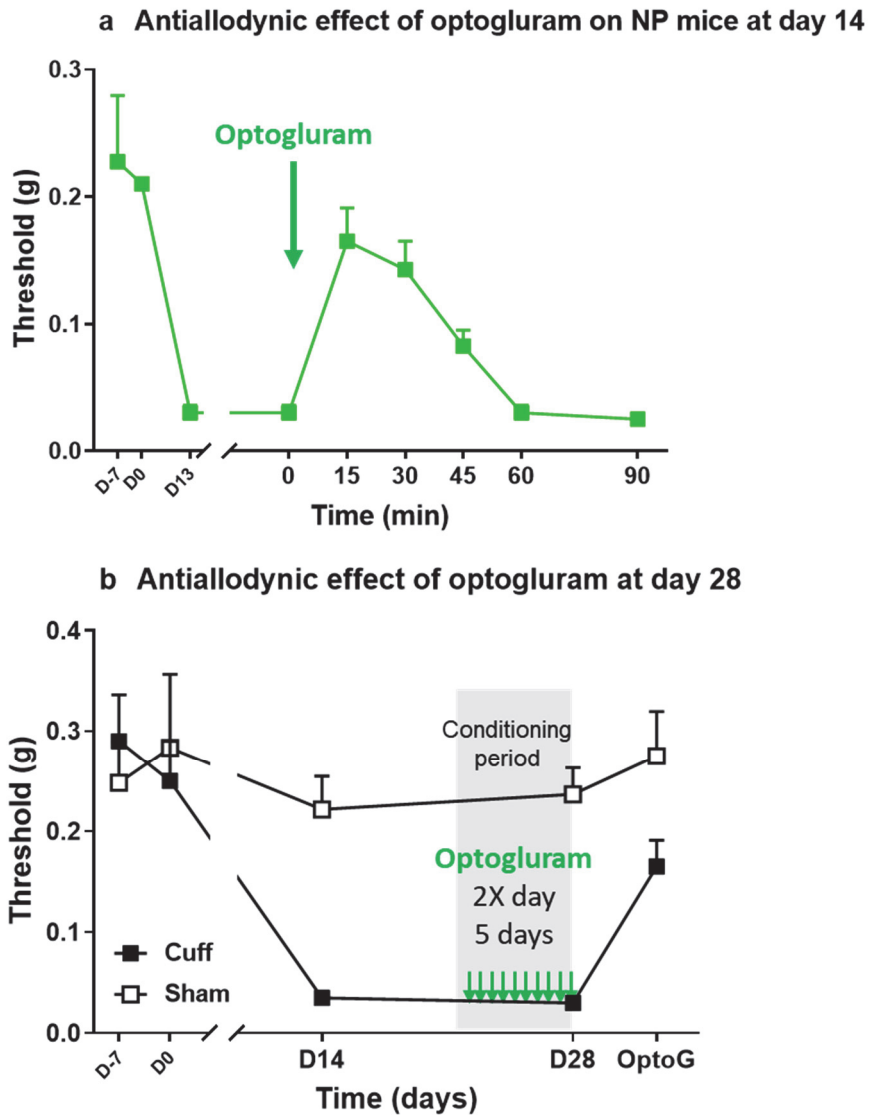 a Antiallodynic effect of optogluram on NP mice at day 14
0.3
0.2
0.1
0.0
Threshold (g)
Optogluram
D-7 D0 D13 0 15 30 45 60 90
Time (min)
b Antiallodynic effect of optogluram at day 28
0.4
0.3
0.2
0.1
0.0
Threshold (g)
Conditioning
period
Optogluram
2X day
5 days
Cuff
Sham
D-7 D0 D14 D28 OptoG
Time (days)